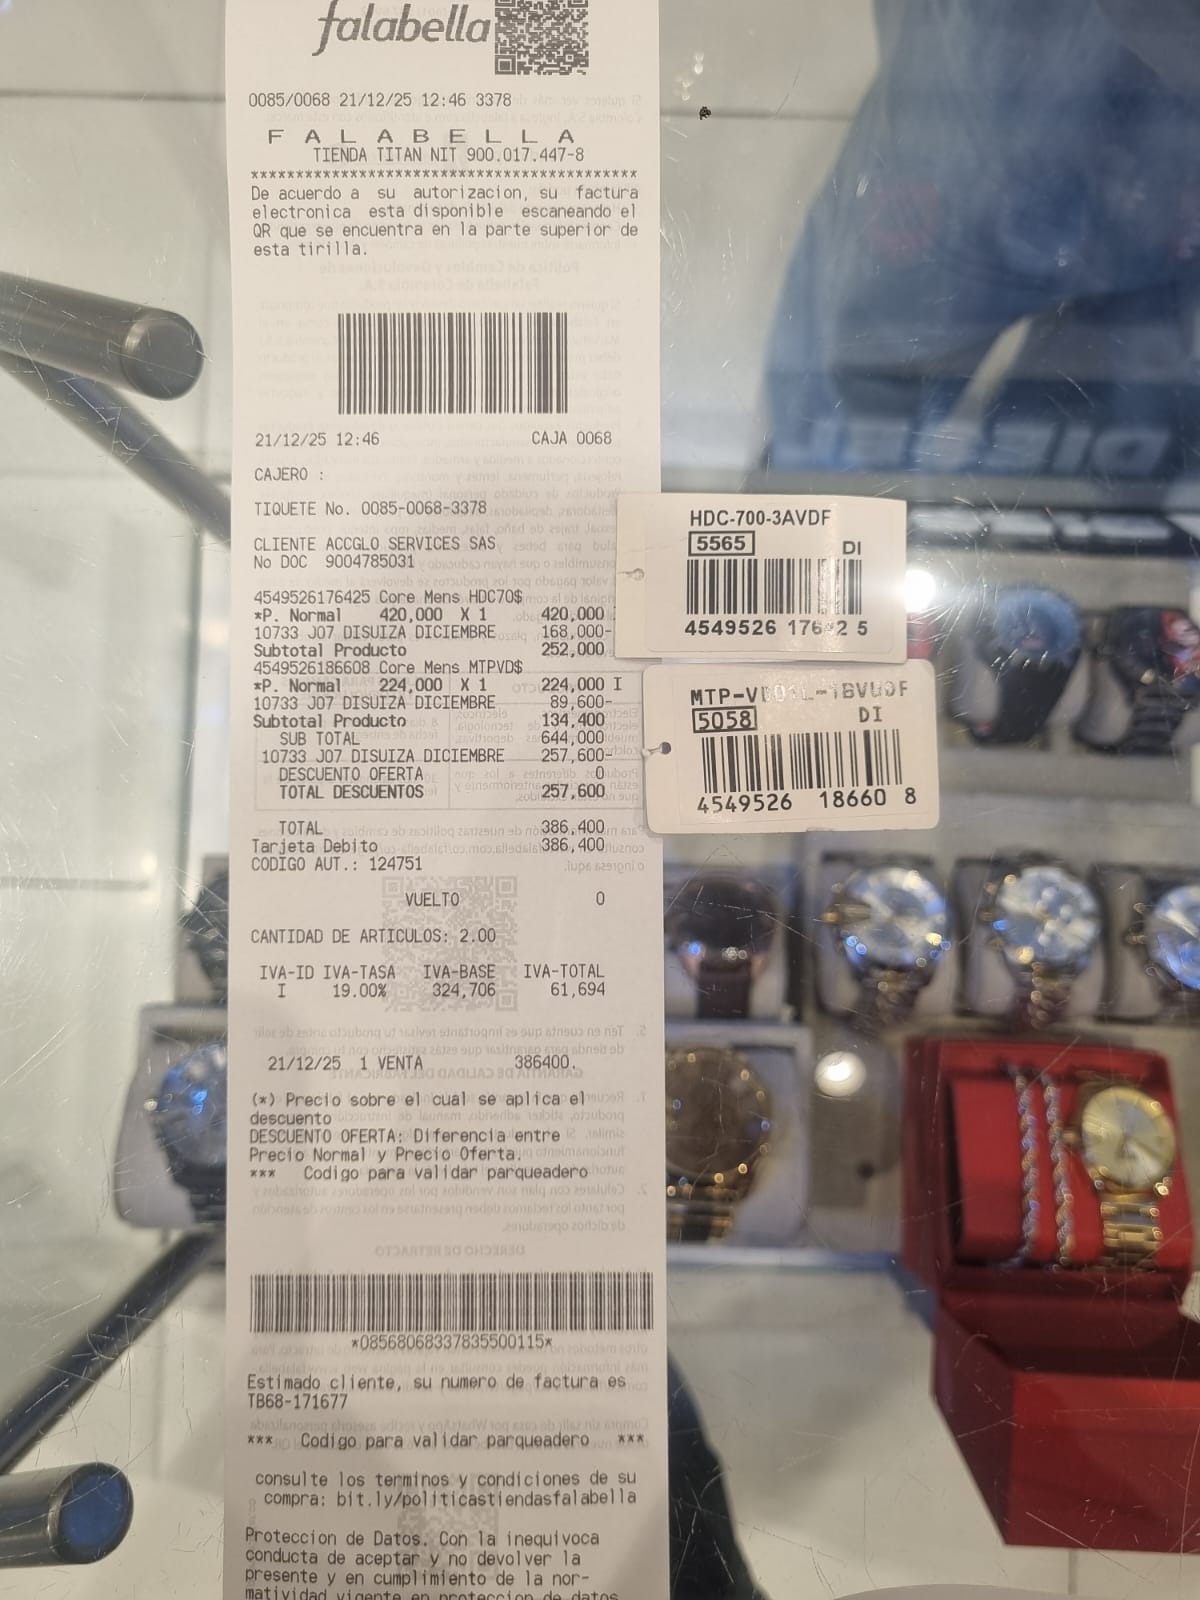 falabella
0085/0068 21/12/25 12:46 3378
F A L A B E L L A
TIENDA TITAN NIT 900.017.447-8
******************************************
De acuerdo a su autorizacion, su factura
electronica esta disponible escaneando el
QR que se encuentra en la parte superior de
esta tirilla.
21/12/25 12:46 CAJA 0068
CAJERO :
TIQUETE No. 0085-0068-3378
CLIENTE ACCGLO SERVICES SAS
No DOC 9004785031
4549526176425 Core Mens HDC70$
*P. Normal 420,000 X 1 420,000 I
10733 J07 DISUIZA DICIEMBRE 168,000-
Subtotal Producto 252,000
4549526186608 Core Mens MTPVD$
*P. Normal 224,000 X 1 224,000 I
10733 J07 DISUIZA DICIEMBRE 89,600-
Subtotal Producto 134,400
SUB TOTAL 644,000
10733 J07 DISUIZA DICIEMBRE 257,600-
DESCUENTO OFERTA 0
TOTAL DESCUENTOS 257,600
TOTAL 386,400
Tarjeta Debito 386,400
CODIGO AUT.: 124751
VUELTO 0
CANTIDAD DE ARTICULOS: 2.00
IVA-ID IVA-TASA IVA-BASE IVA-TOTAL
I 19.00% 324,706 61,694
21/12/25 1 VENTA 386400.
(*) Precio sobre el cual se aplica el
descuento
DESCUENTO OFERTA: Diferencia entre
Precio Normal y Precio Oferta.
*** Codigo para validar parqueadero
*08568068337835500115*
Estimado cliente, su numero de factura es
TB68-171677
*** Codigo para validar parqueadero ***
consulte los terminos y condiciones de su
compra: bit.ly/politicastiendasfalabella
Proteccion de Datos. Con la inequivoca
conducta de aceptar y no devolver la
presente y en cumplimiento de la nor-
matividad vigente en proteccion de datos
HDC-700-3AVDF
5565 DI
4549526 176425
5058 DI
4549526 18660 8
DIESEL